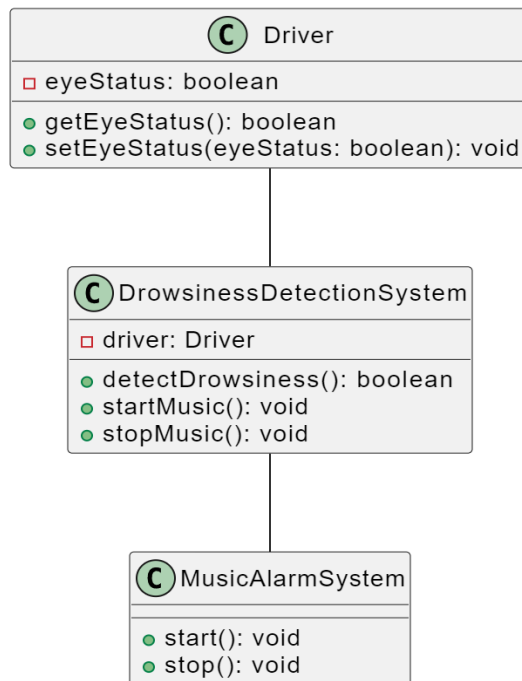 C Driver
eyeStatus: boolean
getEyeStatus(): boolean
setEyeStatus(eyeStatus: boolean): void
C DrowsinessDetectionSystem
driver: Driver
detectDrowsiness(): boolean
startMusic(): void
stopMusic(): void
C MusicAlarmSystem
start(): void
stop(): void